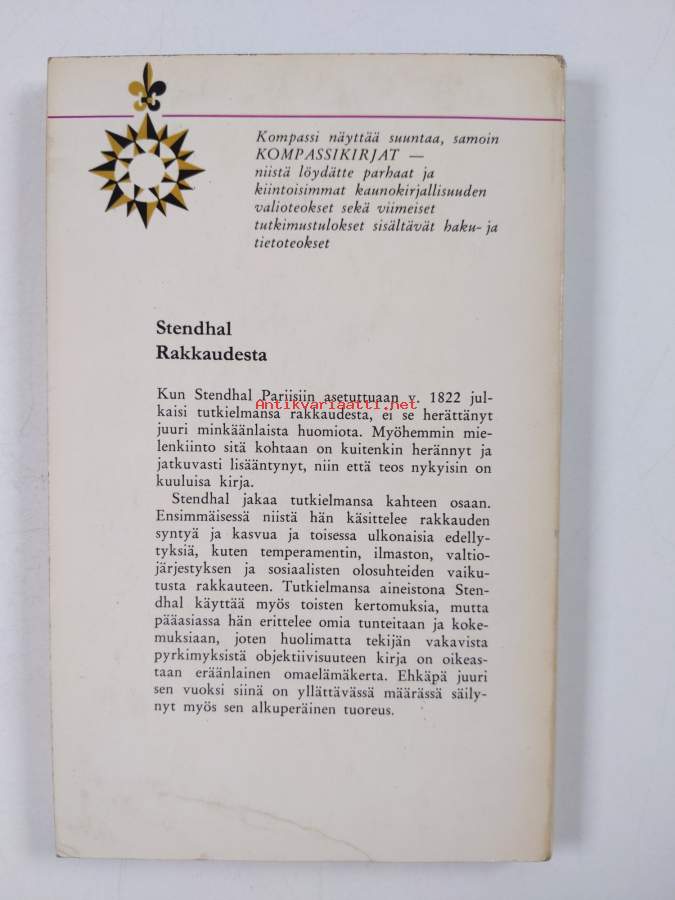 Kompassi näyttää suuntaa, samoin
KOMPASSIKIRJAT —
niistä löydätte parhaat ja
kiintoisimmat kaunokirjallisuuden
valioteokset sekä viimeiset
tutkimustulokset sisältävät haku- ja
tietoteokset
Stendhal
Rakkaudesta
Kun Stendhal Pariisiin asetuttuaan v. 1822 jul-
Antikvariaatti.net
kaisi tutkielmansa rakkaudesta, ei se herättänyt
juuri minkäänlaista huomiota. Myöhemmin mie-
lenkiinto sitä kohtaan on kuitenkin herännyt ja
jatkuvasti lisääntynyt, niin että teos nykyisin on
kuuluisa kirja.
Stendhal jakaa tutkielmansa kahteen osaan.
Ensimmäisessä niistä hän käsittelee rakkauden
syntyä ja kasvua ja toisessa ulkonaisia edelly-
tyksiä, kuten temperamentin, ilmaston, valtio-
järjestyksen ja sosiaalisten olosuhteiden vaiku-
tusta rakkauteen. Tutkielmansa aineistona Sten-
dhal käyttää myös toisten kertomuksia, mutta
pääasiassa hän erittelee omia tunteitaan ja koke-
muksiaan, joten huolimatta tekijän vakavista
pyrkimyksistä objektiivisuuteen kirja on oikeas-
taan eräänlainen omaelämäkerta. Ehkäpä juuri
sen vuoksi siinä on yllättävässä määrässä säily-
nyt myös sen alkuperäinen tuoreus.